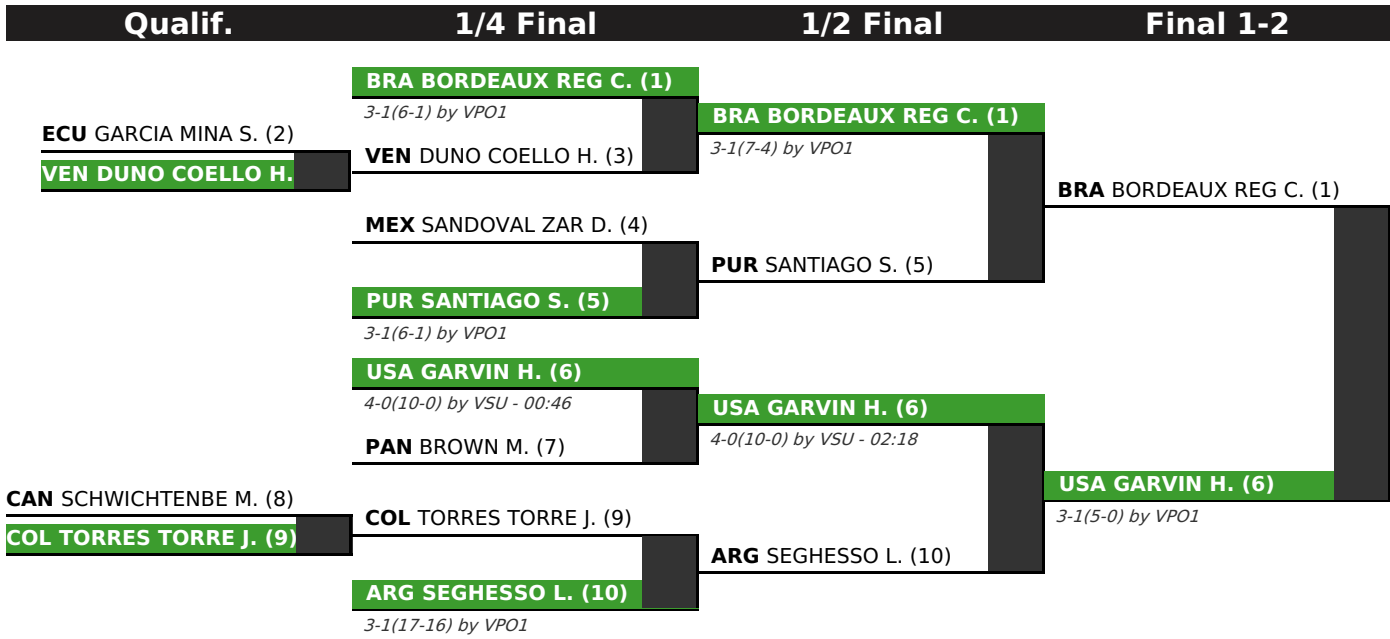 Qualif. 1/4 Final 1/2 Final Final 1-2
ECU GARCIA MINA S. (2)
VEN DUNO COELLO H.
CAN SCHWICHTENBE M. (8)
COL TORRES TORRE J. (9)
BRA BORDEAUX REG C. (1)
3-1(6-1) by VPO1
VEN DUNO COELLO H. (3)
MEX SANDOVAL ZAR D. (4)
PUR SANTIAGO S. (5)
3-1(6-1) by VPO1
USA GARVIN H. (6)
4-0(10-0) by VSU - 00:46
PAN BROWN M. (7)
COL TORRES TORRE J. (9)
ARG SEGHESSO L. (10)
3-1(17-16) by VPO1
BRA BORDEAUX REG C. (1)
3-1(7-4) by VPO1
PUR SANTIAGO S. (5)
USA GARVIN H. (6)
4-0(10-0) by VSU - 02:18
ARG SEGHESSO L. (10)
BRA BORDEAUX REG C. (1)
USA GARVIN H. (6)
3-1(5-0) by VPO1